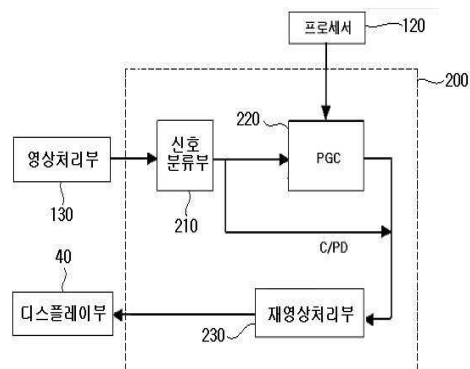 프로세서
120
200
220
신호
분류부
PGC
영상처리부
130
210
C/PD
40
디스플레이부
재영상처리부
230